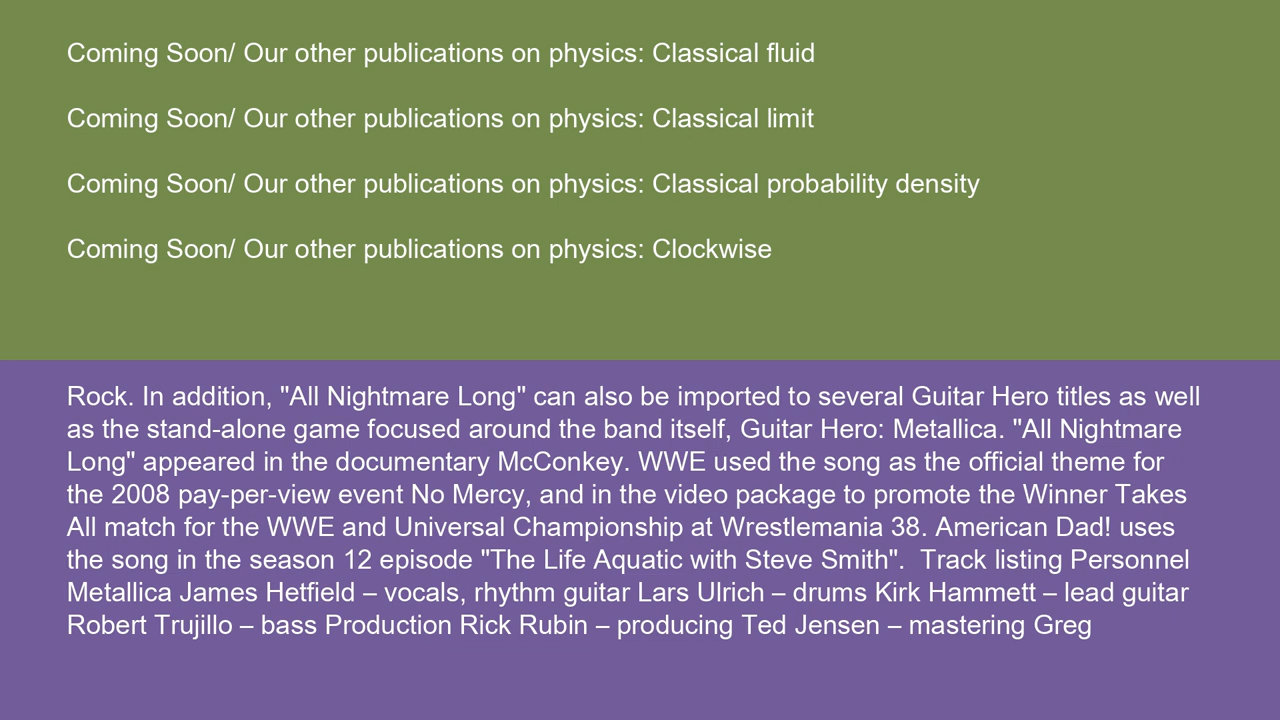 Coming Soon/ Our other publications on physics: Classical fluid
Coming Soon/ Our other publications on physics: Classical limit
Coming Soon/ Our other publications on physics: Classical probability density
Coming Soon/ Our other publications on physics: Clockwise
Rock. In addition, "All Nightmare Long" can also be imported to several Guitar Hero titles as well
as the stand-alone game focused around the band itself, Guitar Hero: Metallica. "All Nightmare
Long" appeared in the documentary McConkey. WWE used the song as the official theme for
the 2008 pay-per-view event No Mercy, and in the video package to promote the Winner Takes
All match for the WWE and Universal Championship at Wrestlemania 38. American Dad! uses
the song in the season 12 episode "The Life Aquatic with Steve Smith".  Track listing Personnel
Metallica James Hetfield – vocals, rhythm guitar Lars Ulrich – drums Kirk Hammett – lead guitar
Robert Trujillo – bass Production Rick Rubin – producing Ted Jensen – mastering Greg